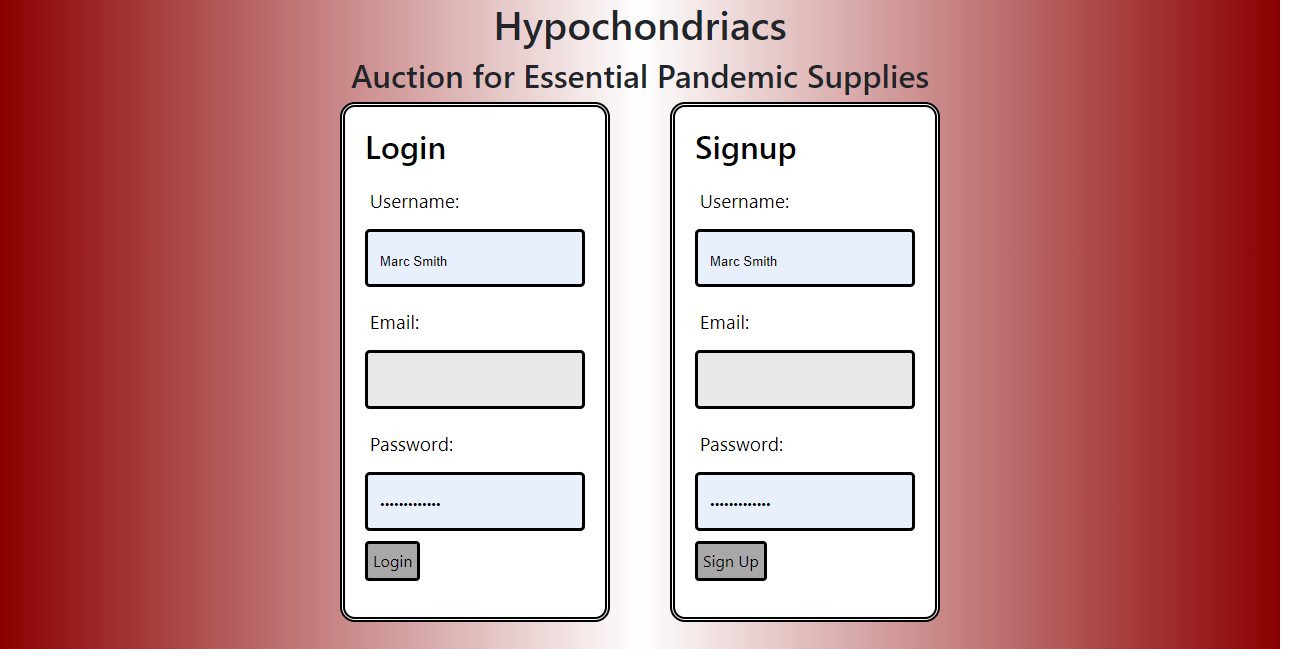 Hypochondriacs
Auction for Essential Pandemic Supplies
Login
Username:
Marc Smith
Email:
Password:
•••••••••••••
Login
Signup
Username:
Marc Smith
Email:
Password:
•••••••••••••
Sign Up